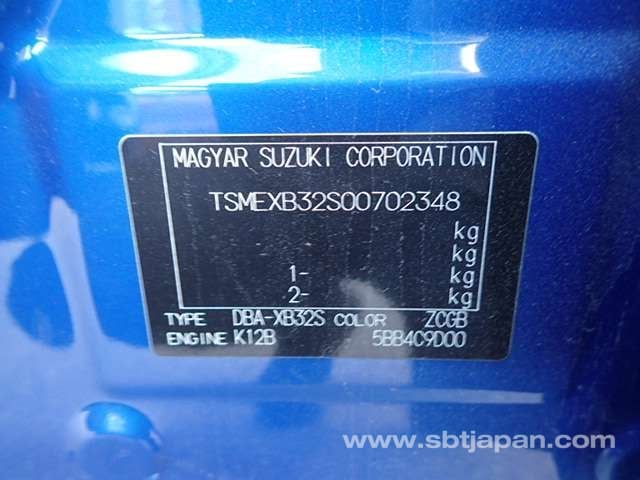 MAGYAR SUZUKI CORPORATION
TSMEXB32S00702348
kg
kg
1- kg
2- kg
TYPE DBA-XB32S COLOR ZCGB
ENGINE K12B 5BB4C9D00
www.sbtjapan.com